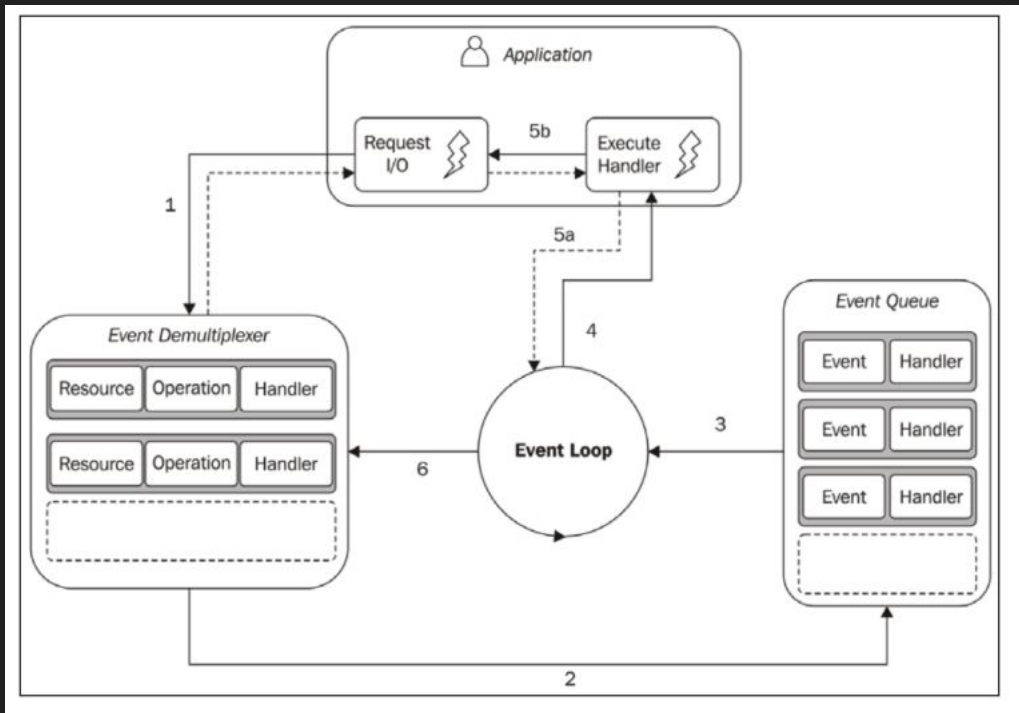 Application
Request
I/O
5b
Execute
Handler
1
5a
4
Event Demultiplexer
Resource Operation Handler
Resource Operation Handler
Event Loop
6
3
Event Queue
Event Handler
Event Handler
Event Handler
2